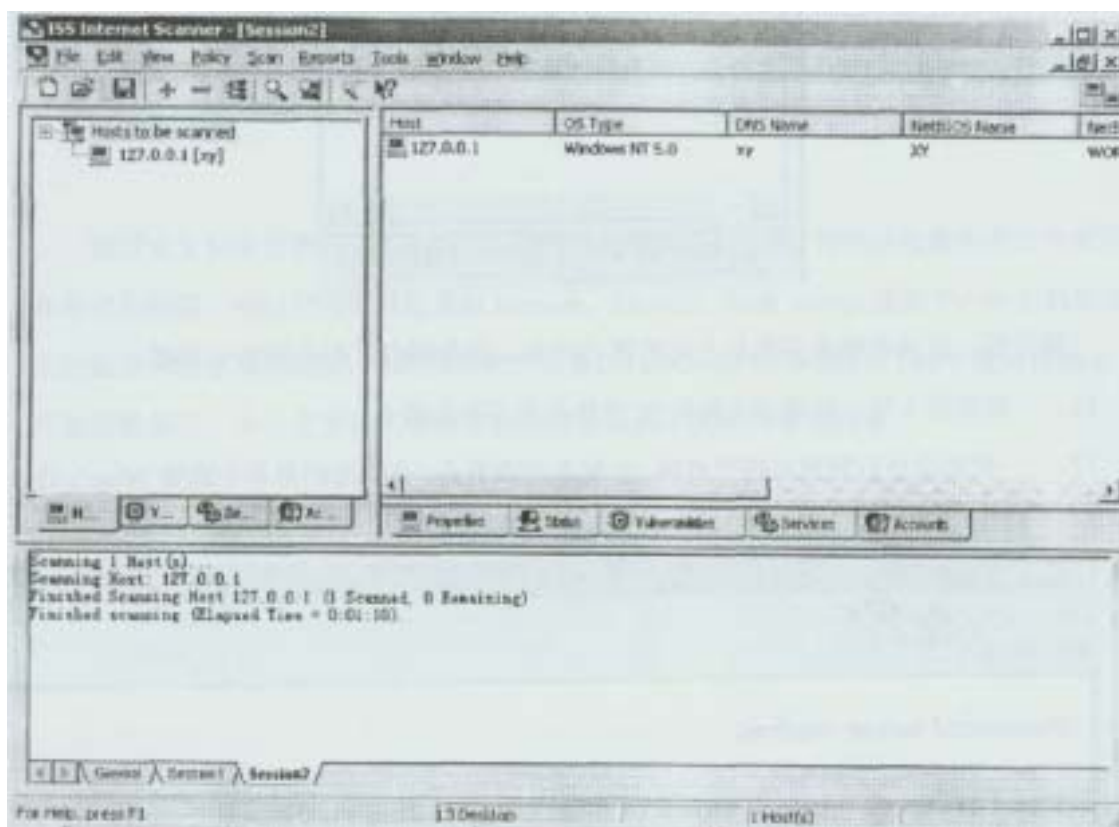 ISS Internet Scanner - [Session2]
File Edit View Policy Scan Reports Tools Window Help
Hosts to be scanned
127.0.0.1 [xy]
Host OS Type DNS Name NetBIOS Name
127.0.0.1 Windows NT 5.0 xy XY
Properties Status Vulnerabilities Services Accounts
Scanning 1 Host(s)...
Scanning Host: 127.0.0.1
Finished Scanning Host 127.0.0.1 (1 Scanned, 0 Remaining)
Finished scanning (Elapsed Time = 0:01:10).
General Session1 Session2
For Help, press F1 1 Host(s)